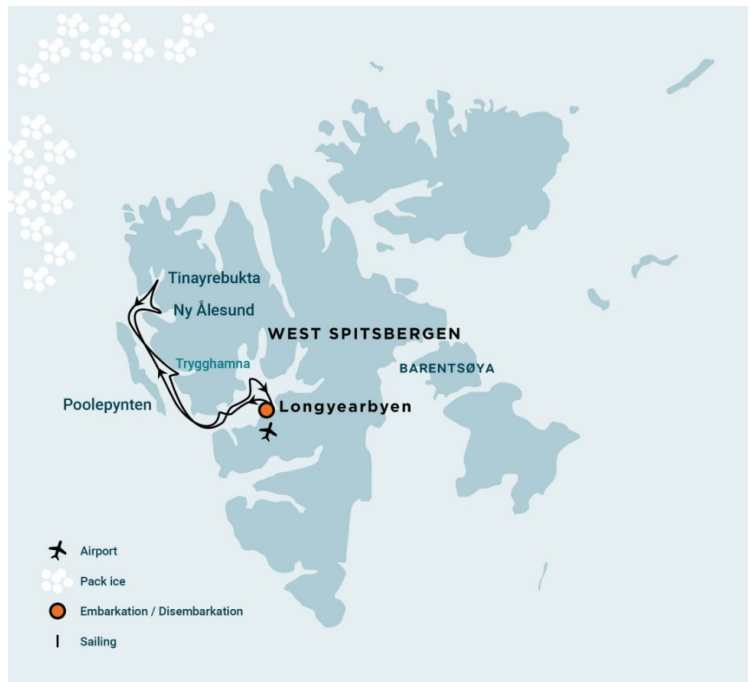 Tinayrebukta
Ny Ålesund
WEST SPITSBERGEN
Trygghamna
BARENTSØYA
Poolepynten
Longyearbyen
Airport
Pack ice
Embarkation / Disembarkation
Sailing